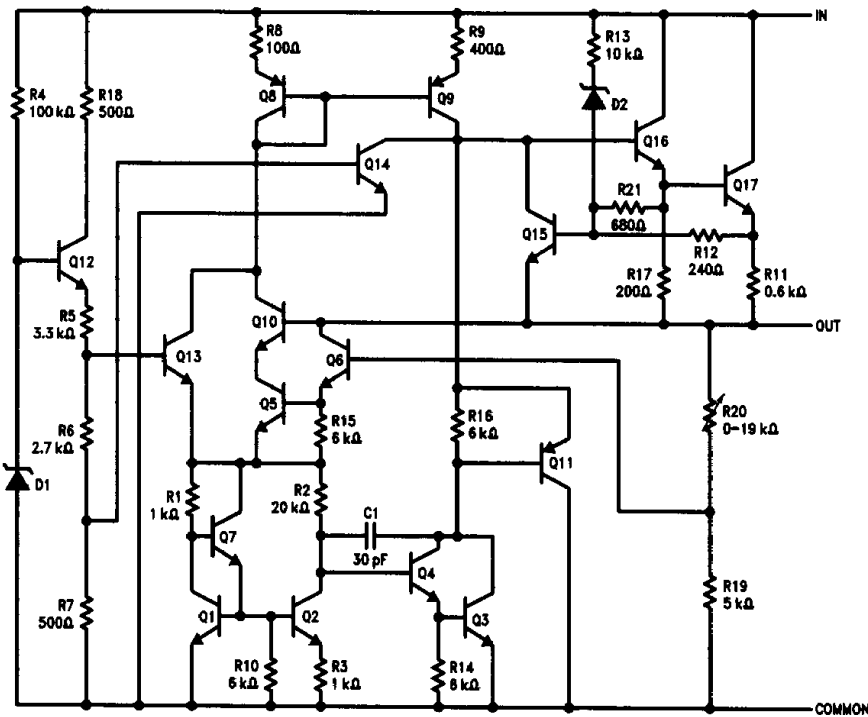 IN
R8
100Ω
R9
400Ω
R13
10 kΩ
R4
100 kΩ
R18
500Ω
Q8
Q9
D2
Q16
Q14
Q17
R21
680Ω
Q15
R12
240Ω
Q12
R17
200Ω
R11
0.6 kΩ
R5
3.3 kΩ
Q10
OUT
Q13
Q6
Q5
R20
0-19 kΩ
R6
2.7 kΩ
R15
6 kΩ
R16
6 kΩ
Q11
D1
R1
1 kΩ
R2
20 kΩ
C1
30 pF
Q7
Q4
R7
500Ω
Q1
Q2
Q3
R19
5 kΩ
R10
6 kΩ
R3
1 kΩ
R14
6 kΩ
COMMON